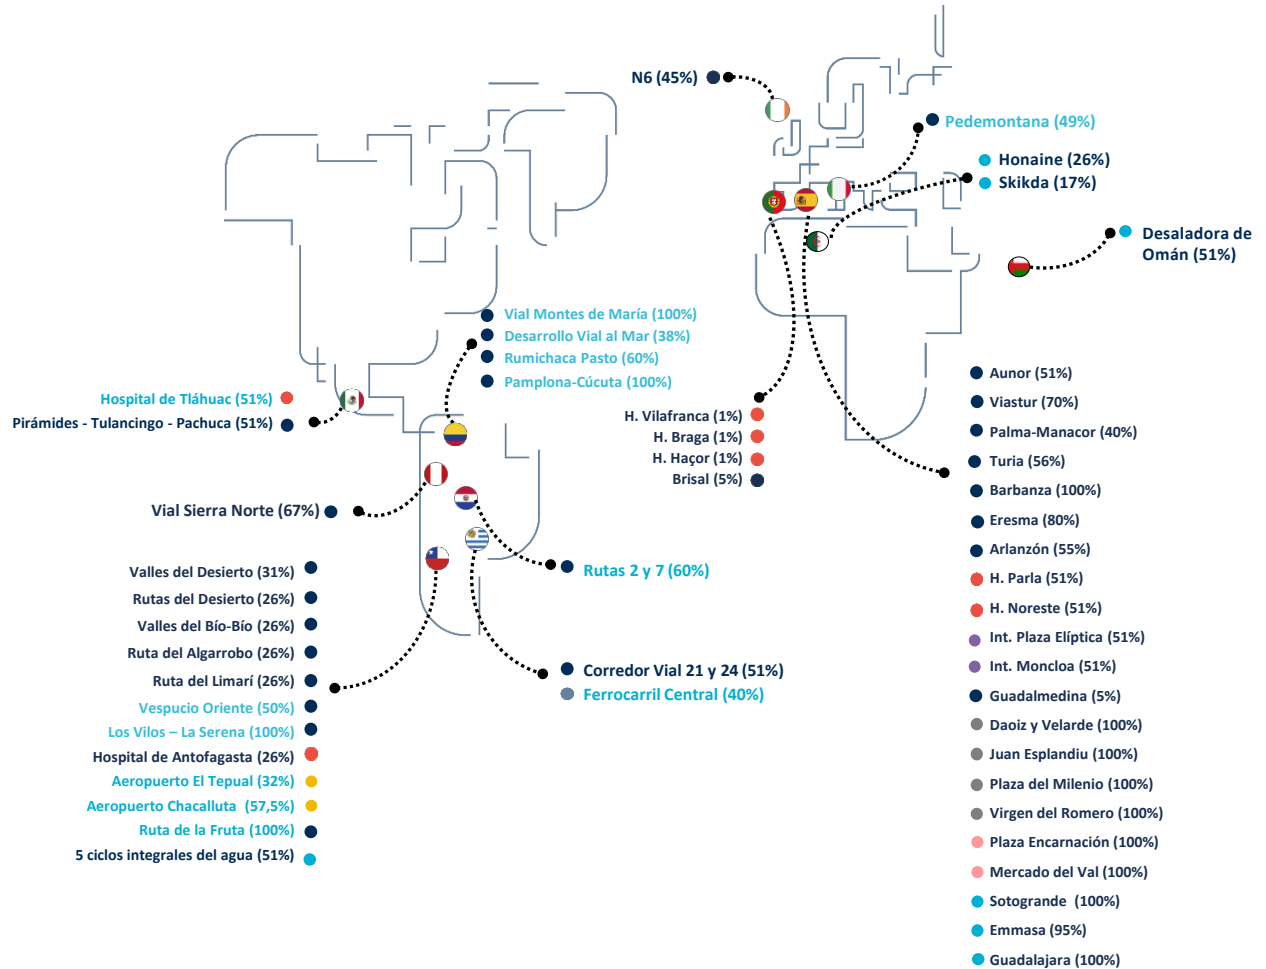 N6 (45%)
Pedemontana (49%)
Honaine (26%)
Skikda (17%)
Desaladora de
Omán (51%)
Vial Montes de María (100%)
Desarrollo Vial al Mar (38%)
Rumichaca Pasto (60%)
Pamplona-Cúcuta (100%)
Hospital de Tláhuac (51%)
Pirámides - Tulancingo - Pachuca (51%)
H. Vilafranca (1%)
H. Braga (1%)
H. Haçor (1%)
Brisal (5%)
Vial Sierra Norte (67%)
Rutas 2 y 7 (60%)
Corredor Vial 21 y 24 (51%)
Ferrocarril Central (40%)
Valles del Desierto (31%)
Rutas del Desierto (26%)
Valles del Bío-Bío (26%)
Ruta del Algarrobo (26%)
Ruta del Limarí (26%)
Vespucio Oriente (50%)
Los Vilos – La Serena (100%)
Hospital de Antofagasta (26%)
Aeropuerto El Tepual (32%)
Aeropuerto Chacalluta (57,5%)
Ruta de la Fruta (100%)
5 ciclos integrales del agua (51%)
Aunor (51%)
Viastur (70%)
Palma-Manacor (40%)
Turia (56%)
Barbanza (100%)
Eresma (80%)
Arlanzón (55%)
H. Parla (51%)
H. Noreste (51%)
Int. Plaza Elíptica (51%)
Int. Moncloa (51%)
Guadalmedina (5%)
Daoiz y Velarde (100%)
Juan Esplandiu (100%)
Plaza del Milenio (100%)
Virgen del Romero (100%)
Plaza Encarnación (100%)
Mercado del Val (100%)
Sotogrande (100%)
Emmasa (95%)
Guadalajara (100%)